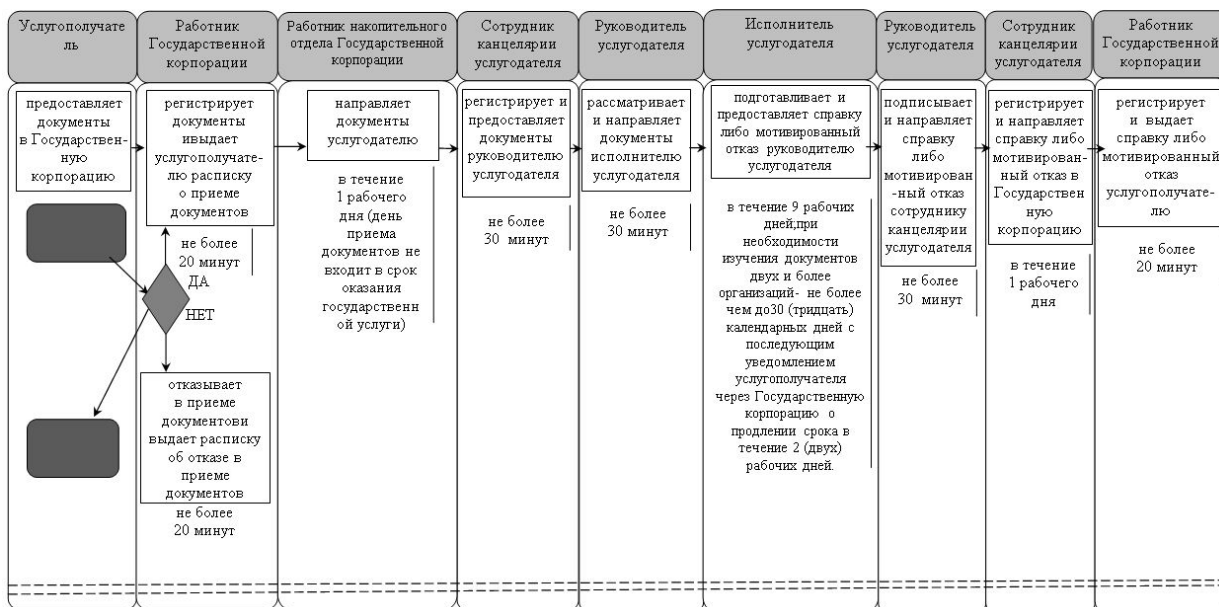 Услугополучате
ль
Работник
Государственной
корпорации
Работник накопительного
отдела Государственной
корпорации
Сотрудник
канцелярии
услугодателя
Руководитель
услугодателя
Исполнитель
услугодателя
Руководитель
услугодателя
Сотрудник
канцелярии
услугодателя
Работник
Государственной
корпорации
предоставляет
документы
в Государствен-
ную
корпорацию
регистрирует
документы
ивыдает
услугополучате-
лю расписку
о приеме
документов
не более
20 минут
ДА
НЕТ
отказывает
в приеме
документови
выдает расписку
об отказе в
приеме
документов
не более
20 минут
направляет
документы
услугодателю
в течение
1 рабочего
дня (день
приема
документов не
входит в срок
оказания
государственн
ой услуги)
регистрирует и
предоставляет
документы
руководителю
услугодателя
не более
30 минут
рассматривает
и направляет
документы
исполнителю
услугодателя
не более
30 минут
подготавливает и
предоставляет справку
либо мотивированный
отказ руководителю
услугодателя
в течение 9 рабочих
дней;при
необходимости
изучения документов
двух и более
организаций- не более
чем до30 (тридцать)
календарных дней с
последующим
уведомлением
услугополучателя
через Государственную
корпорацию о
продлении срока в
течение 2 (двух)
рабочих дней.
подписывает
и направляет
справку
либо
мотивирован
-ный отказ
сотруднику
канцелярии
услугодателя
не более
30 минут
регистрирует
и направляет
справку либо
мотивирован-
ный отказ в
Государствен
ную
корпорацию
в течение
1 рабочего
дня
регистрирует
и выдает
справку либо
мотивированный
отказ
услугополучате-
лю
не более
20 минут